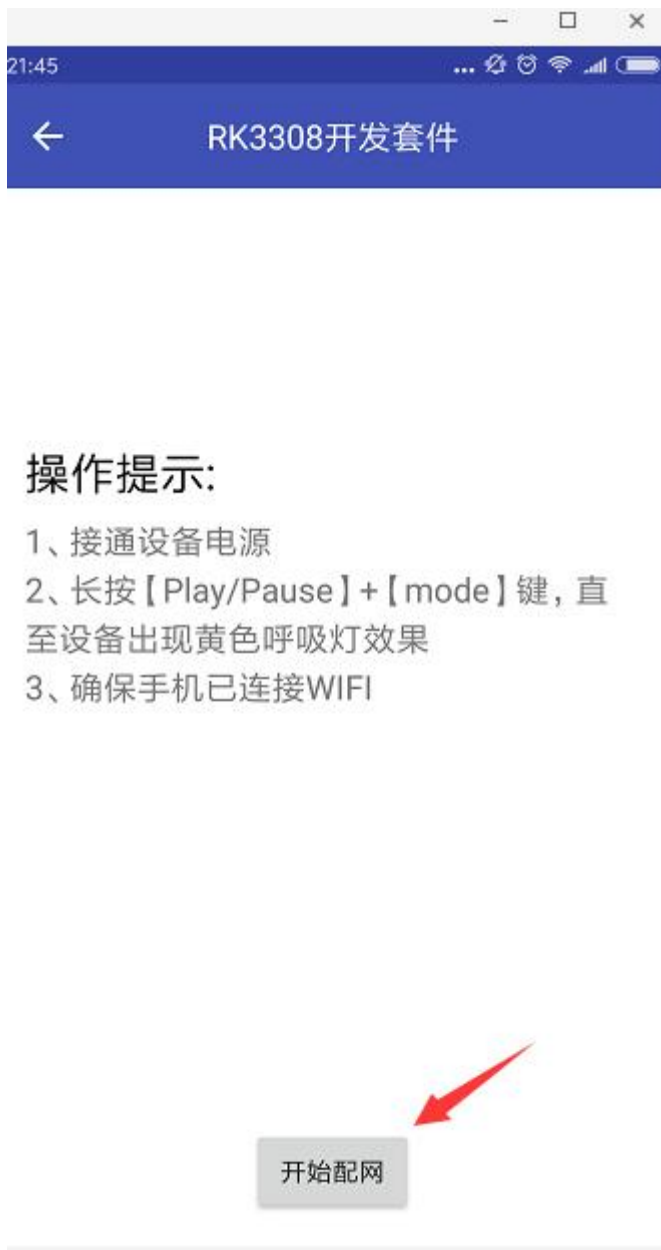 21:45
RK3308开发套件
操作提示:
1、接通设备电源
2、长按【Play/Pause】+【mode】键，直
至设备出现黄色呼吸灯效果
3、确保手机已连接WIFI
开始配网